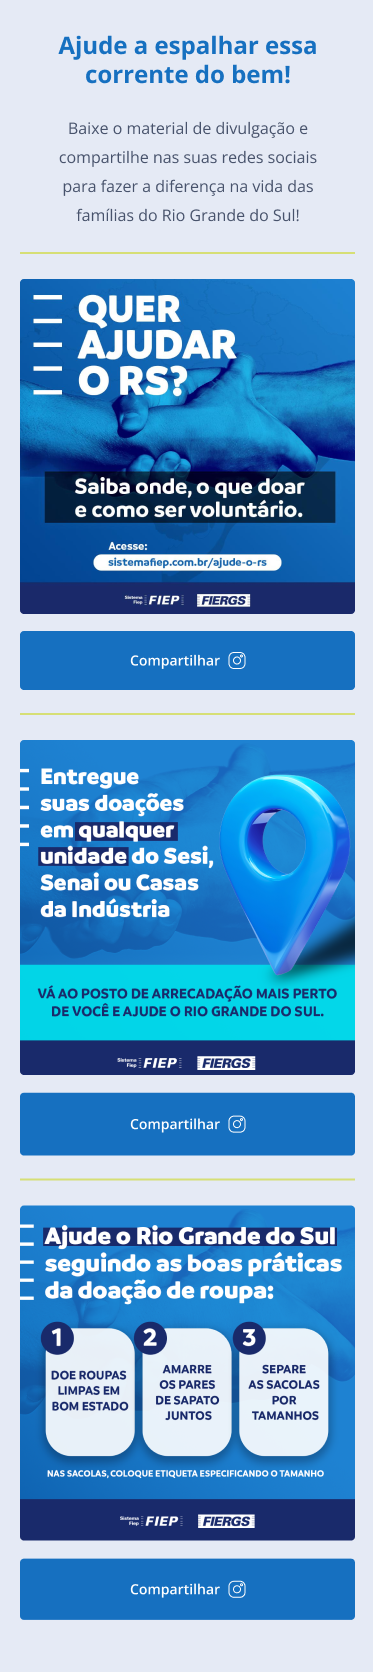 Ajude a espalhar essa
corrente do bem!
Baixe o material de divulgação e
compartilhe nas suas redes sociais
para fazer a diferença na vida das
famílias do Rio Grande do Sul!
QUER
AJUDAR
O RS?
Saiba onde, o que doar
e como ser voluntário.
Acesse:
sistemafiep.com.br/ajude-o-rs
Sistema
Fiep FIEP FIERGS
Compartilhar
Entregue
suas doações
em qualquer
unidade do Sesi,
Senai ou Casas
da Indústria
VÁ AO POSTO DE ARRECADAÇÃO MAIS PERTO
DE VOCÊ E AJUDE O RIO GRANDE DO SUL.
Sistema
Fiep FIEP FIERGS
Compartilhar
Ajude o Rio Grande do Sul
seguindo as boas práticas
da doação de roupa:
1
DOE ROUPAS
LIMPAS EM
BOM ESTADO
2
AMARRE
OS PARES
DE SAPATO
JUNTOS
3
SEPARE
AS SACOLAS
POR
TAMANHOS
NAS SACOLAS, COLOQUE ETIQUETA ESPECIFICANDO O TAMANHO
Sistema
Fiep FIEP FIERGS
Compartilhar